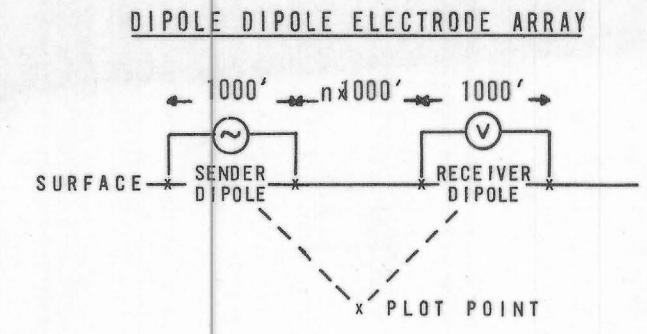 DIPOLE DIPOLE ELECTRODE ARRAY
1000' n x 1000' 1000'
~ V
SURFACE x SENDER x x RECEIVER x
DIPOLE DIPOLE
x PLOT POINT